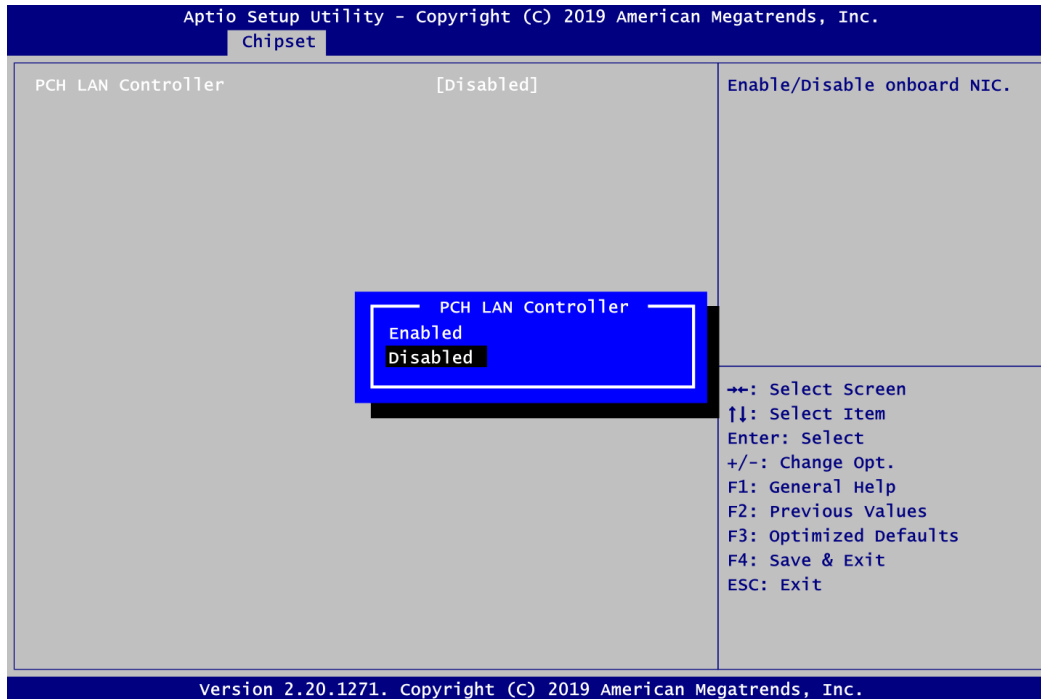 Aptio Setup Utility – Copyright (C) 2019 American Megatrends, Inc.
Chipset
PCH LAN Controller [Disabled]
Enable/Disable onboard NIC.
PCH LAN Controller
Enabled
Disabled
→←: Select Screen
↑↓: Select Item
Enter: Select
+/-: Change Opt.
F1: General Help
F2: Previous Values
F3: Optimized Defaults
F4: Save & Exit
ESC: Exit
Version 2.20.1271. Copyright (C) 2019 American Megatrends, Inc.